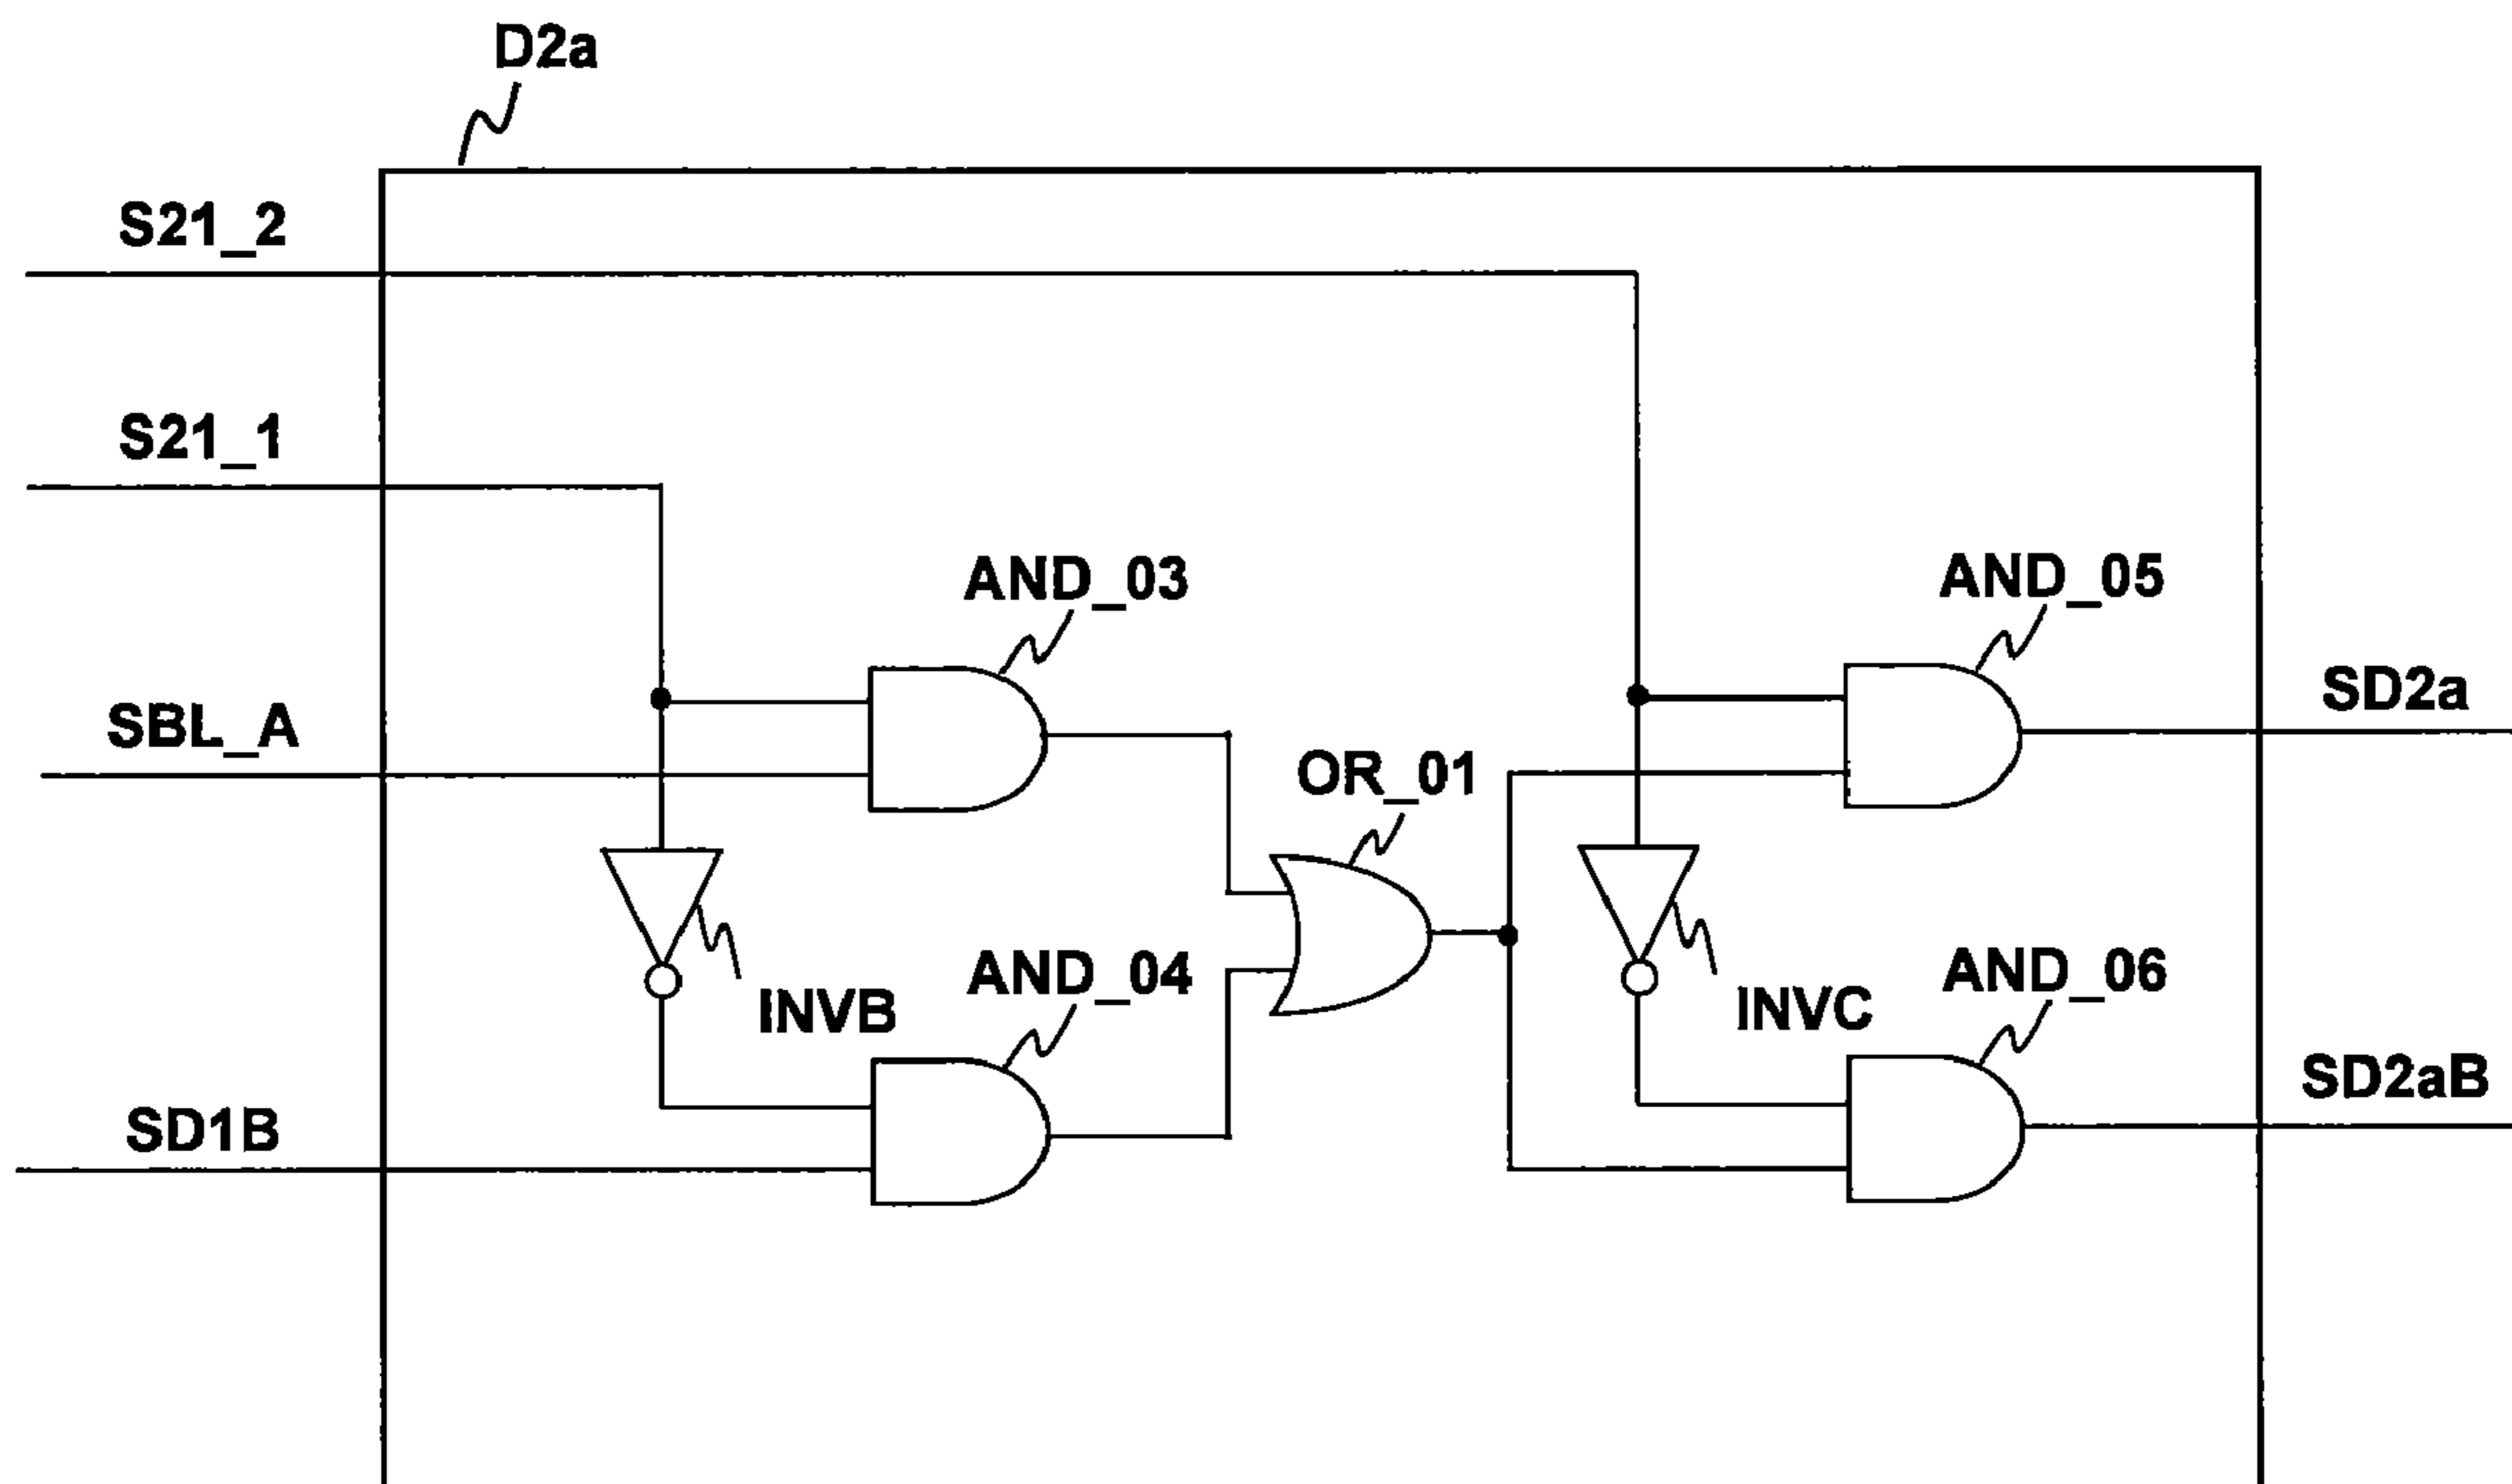 D2a
S21_2
S21_1
AND_03
AND_05
SBL_A
SD2a
OR_01
INVB
AND_04
INVC
AND_06
SD1B
SD2aB